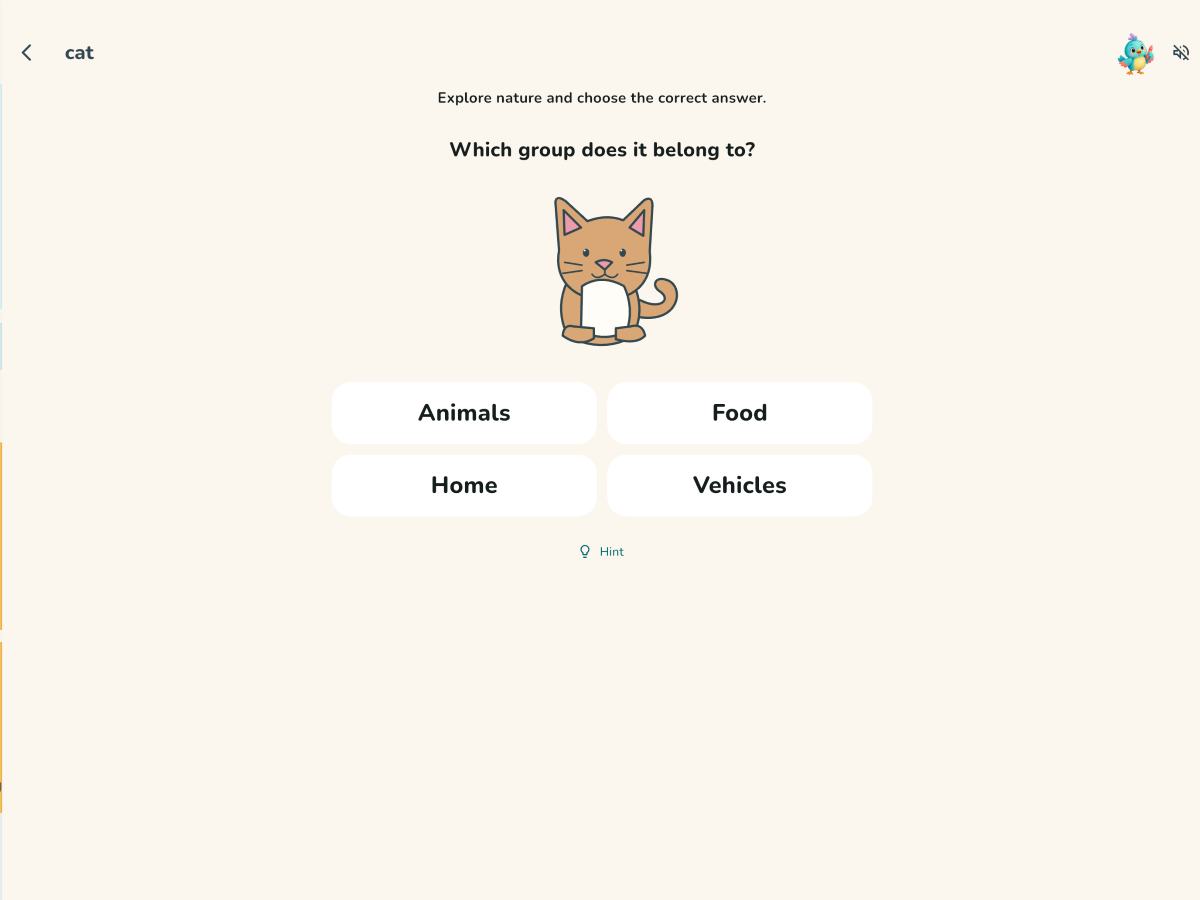 cat
Explore nature and choose the correct answer.
Which group does it belong to?
Animals
Food
Home
Vehicles
Hint